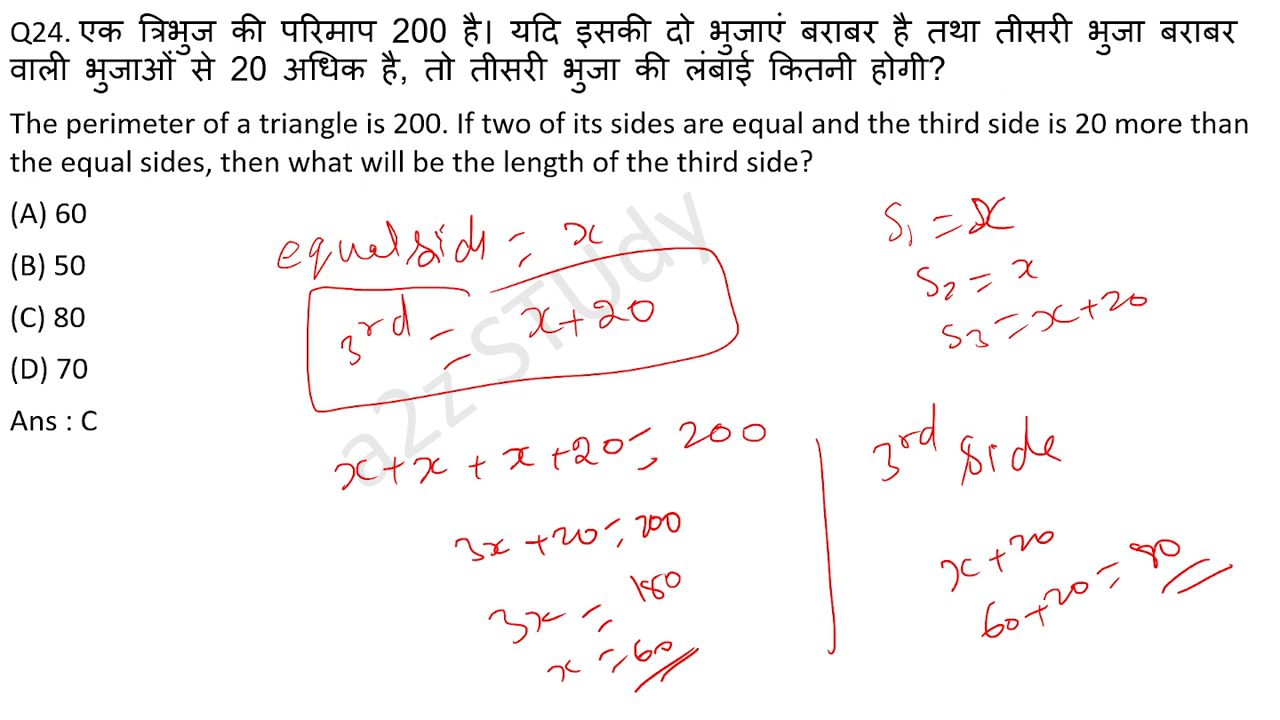 Q24. एक त्रिभुज की परिमाप 200 है। यदि इसकी दो भुजाएं बराबर है तथा तीसरी भुजा बराबर
वाली भुजाओं से 20 अधिक है, तो तीसरी भुजा की लंबाई कितनी होगी?
The perimeter of a triangle is 200. If two of its sides are equal and the third side is 20 more than
the equal sides, then what will be the length of the third side?
(A) 60
(B) 50
(C) 80
(D) 70
Ans : C
a2z STUdy
equal sids = x
3rd = x+20
S1 = x
S2 = x
S3 = x+20
x+x+x+20=200
3x+20=200
3x = 180
x = 60
3rd side
x+20
60+20=80